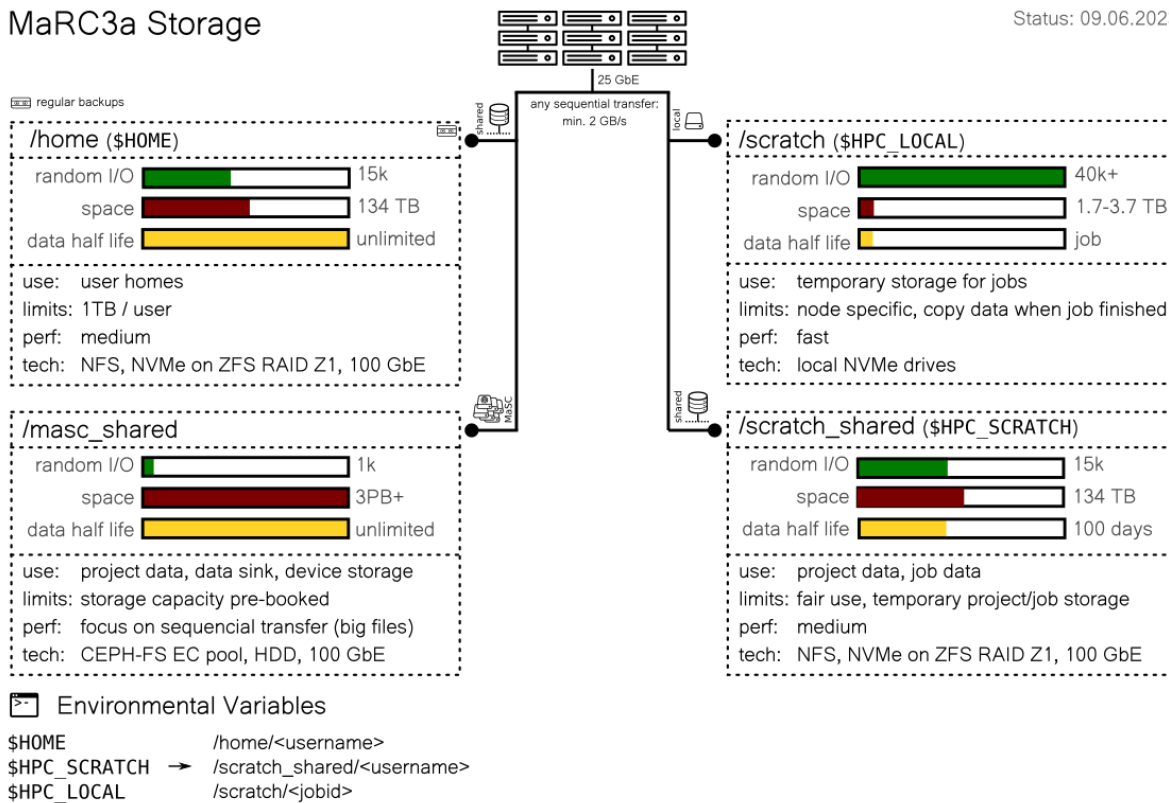 MaRC3a Storage
Status: 09.06.202
25 GbE
any sequential transfer:
min. 2 GB/s
regular backups
shared
/home ($HOME)
random I/O 15k
space 134 TB
data half life unlimited
use: user homes
limits: 1TB / user
perf: medium
tech: NFS, NVMe on ZFS RAID Z1, 100 GbE
local
/scratch ($HPC_LOCAL)
random I/O 40k+
space 1.7-3.7 TB
data half life job
use: temporary storage for jobs
limits: node specific, copy data when job finished
perf: fast
tech: local NVMe drives
MaSC
/masc_shared
random I/O 1k
space 3PB+
data half life unlimited
use: project data, data sink, device storage
limits: storage capacity pre-booked
perf: focus on sequencial transfer (big files)
tech: CEPH-FS EC pool, HDD, 100 GbE
shared
/scratch_shared ($HPC_SCRATCH)
random I/O 15k
space 134 TB
data half life 100 days
use: project data, job data
limits: fair use, temporary project/job storage
perf: medium
tech: NFS, NVMe on ZFS RAID Z1, 100 GbE
>- Environmental Variables
$HOME /home/<username>
$HPC_SCRATCH → /scratch_shared/<username>
$HPC_LOCAL /scratch/<jobid>